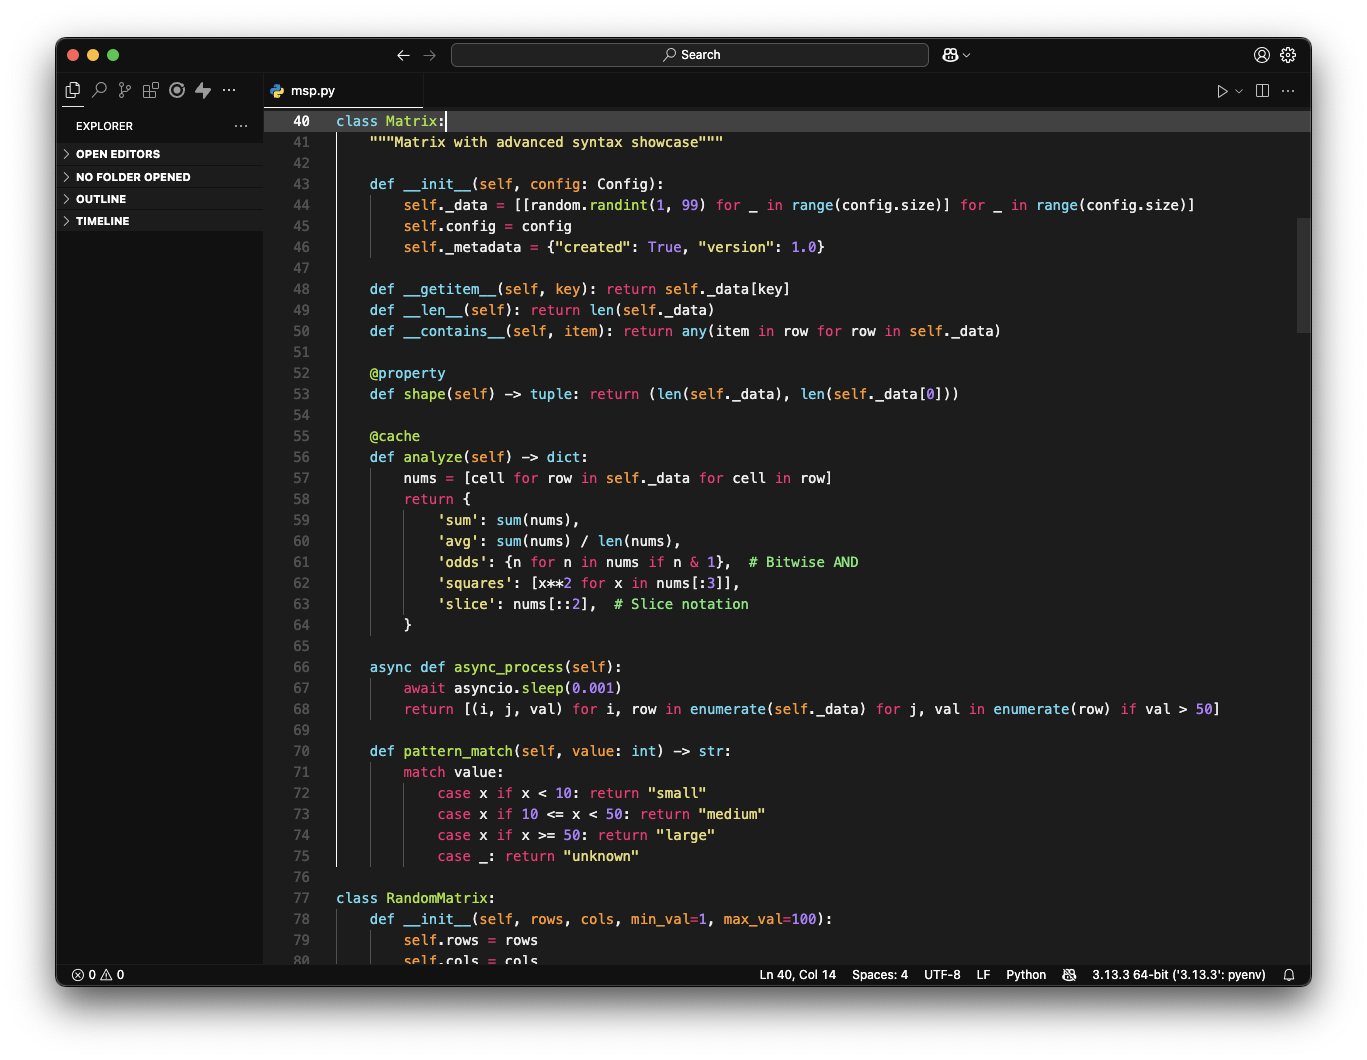 Search
msp.py
EXPLORER
OPEN EDITORS
NO FOLDER OPENED
OUTLINE
TIMELINE
40 class Matrix:
41     """Matrix with advanced syntax showcase"""
42
43     def __init__(self, config: Config):
44         self._data = [[random.randint(1, 99) for _ in range(config.size)] for _ in range(config.size)]
45         self.config = config
46         self._metadata = {"created": True, "version": 1.0}
47
48     def __getitem__(self, key): return self._data[key]
49     def __len__(self): return len(self._data)
50     def __contains__(self, item): return any(item in row for row in self._data)
51
52     @property
53     def shape(self) -> tuple: return (len(self._data), len(self._data[0]))
54
55     @cache
56     def analyze(self) -> dict:
57         nums = [cell for row in self._data for cell in row]
58         return {
59             'sum': sum(nums),
60             'avg': sum(nums) / len(nums),
61             'odds': {n for n in nums if n & 1},  # Bitwise AND
62             'squares': [x**2 for x in nums[:3]],
63             'slice': nums[::2],  # Slice notation
64         }
65
66     async def async_process(self):
67         await asyncio.sleep(0.001)
68         return [(i, j, val) for i, row in enumerate(self._data) for j, val in enumerate(row) if val > 50]
69
70     def pattern_match(self, value: int) -> str:
71         match value:
72             case x if x < 10: return "small"
73             case x if 10 <= x < 50: return "medium"
74             case x if x >= 50: return "large"
75             case _: return "unknown"
76
77 class RandomMatrix:
78     def __init__(self, rows, cols, min_val=1, max_val=100):
79         self.rows = rows
80         self.cols = cols
0 0 Ln 40, Col 14 Spaces: 4 UTF-8 LF Python 3.13.3 64-bit ('3.13.3': pyenv)